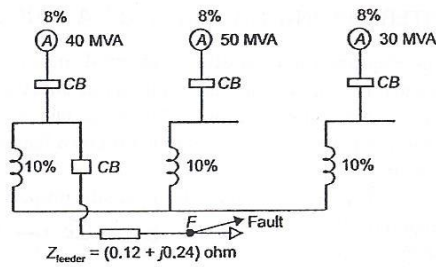 8% 8% 8%
A 40 MVA A 50 MVA A 30 MVA
CB CB CB
10% CB 10% 10%
F Fault
Z feeder = (0.12 + j0.24) ohm